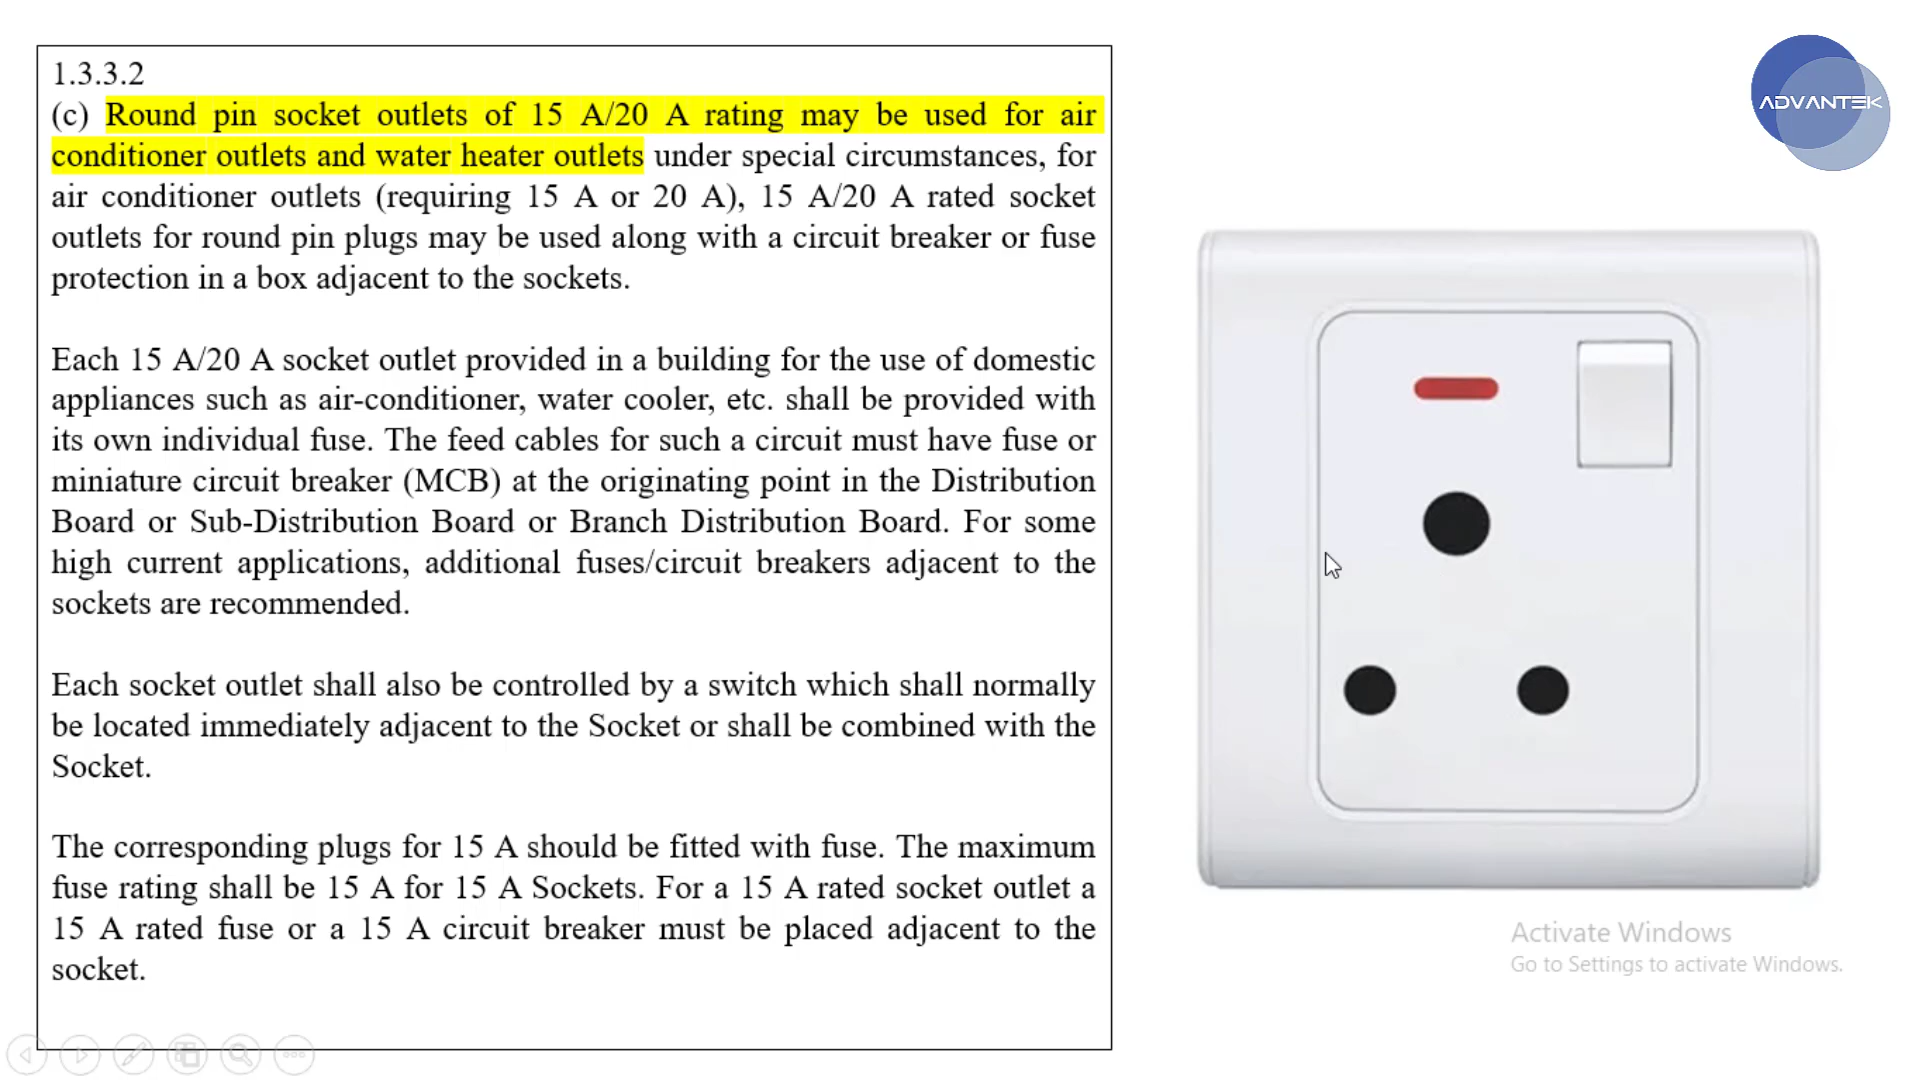 1.3.3.2
(c) Round pin socket outlets of 15 A/20 A rating may be used for air
conditioner outlets and water heater outlets under special circumstances, for
air conditioner outlets (requiring 15 A or 20 A), 15 A/20 A rated socket
outlets for round pin plugs may be used along with a circuit breaker or fuse
protection in a box adjacent to the sockets.
Each 15 A/20 A socket outlet provided in a building for the use of domestic
appliances such as air-conditioner, water cooler, etc. shall be provided with
its own individual fuse. The feed cables for such a circuit must have fuse or
miniature circuit breaker (MCB) at the originating point in the Distribution
Board or Sub-Distribution Board or Branch Distribution Board. For some
high current applications, additional fuses/circuit breakers adjacent to the
sockets are recommended.
Each socket outlet shall also be controlled by a switch which shall normally
be located immediately adjacent to the Socket or shall be combined with the
Socket.
The corresponding plugs for 15 A should be fitted with fuse. The maximum
fuse rating shall be 15 A for 15 A Sockets. For a 15 A rated socket outlet a
15 A rated fuse or a 15 A circuit breaker must be placed adjacent to the
socket.
ADVANTEK
Activate Windows
Go to Settings to activate Windows.